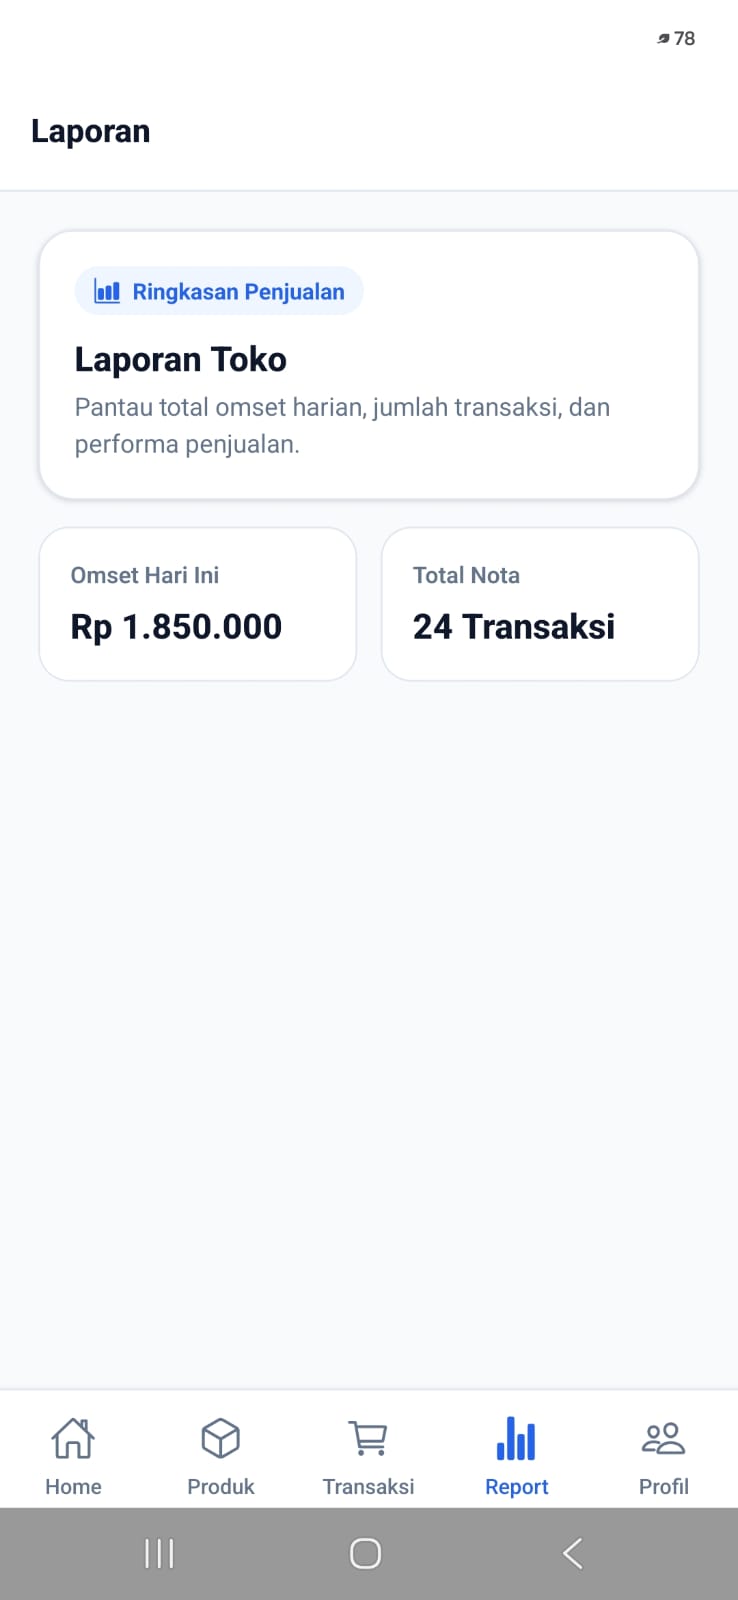 78
Laporan
Ringkasan Penjualan
Laporan Toko
Pantau total omset harian, jumlah transaksi, dan
performa penjualan.
Omset Hari Ini
Rp 1.850.000
Total Nota
24 Transaksi
Home
Produk
Transaksi
Report
Profil